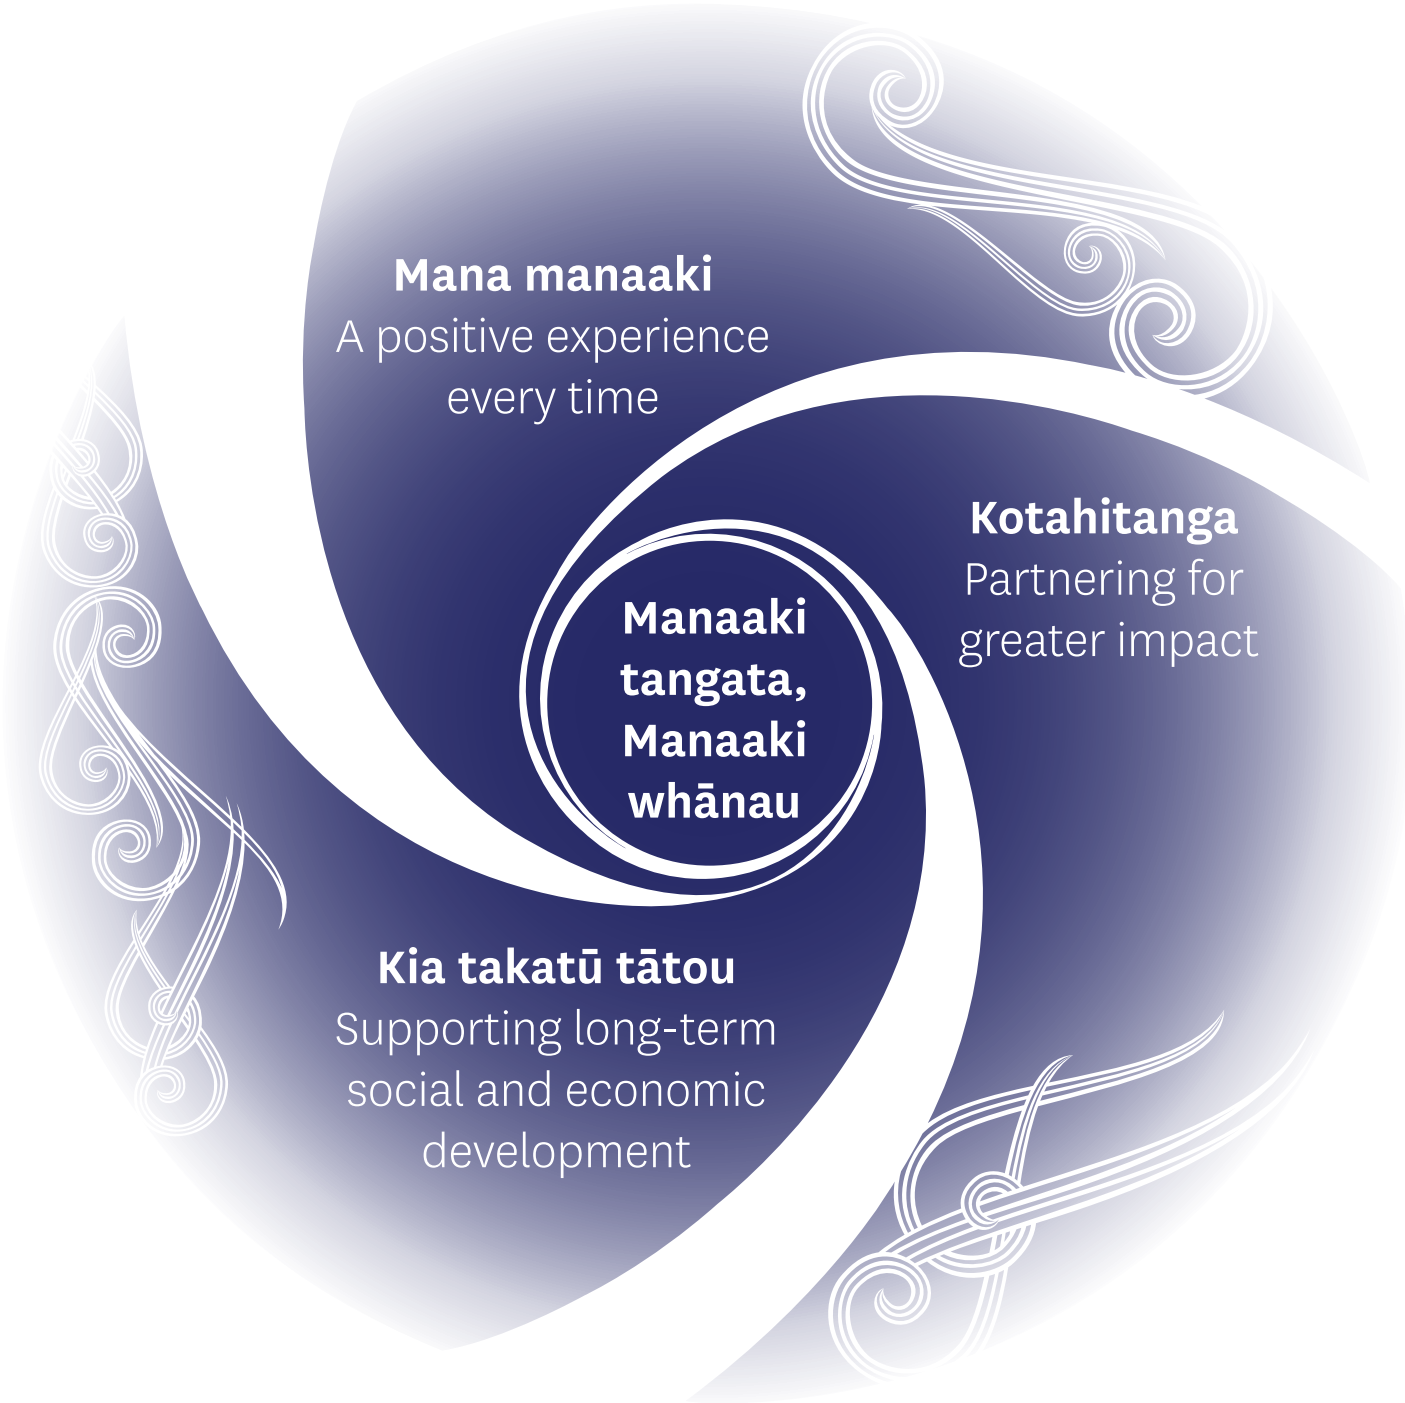 Mana manaaki
A positive experience
every time
Kotahitanga
Partnering for
greater impact
Manaaki
tangata,
Manaaki
whānau
Kia takatū tātou
Supporting long-term
social and economic
development